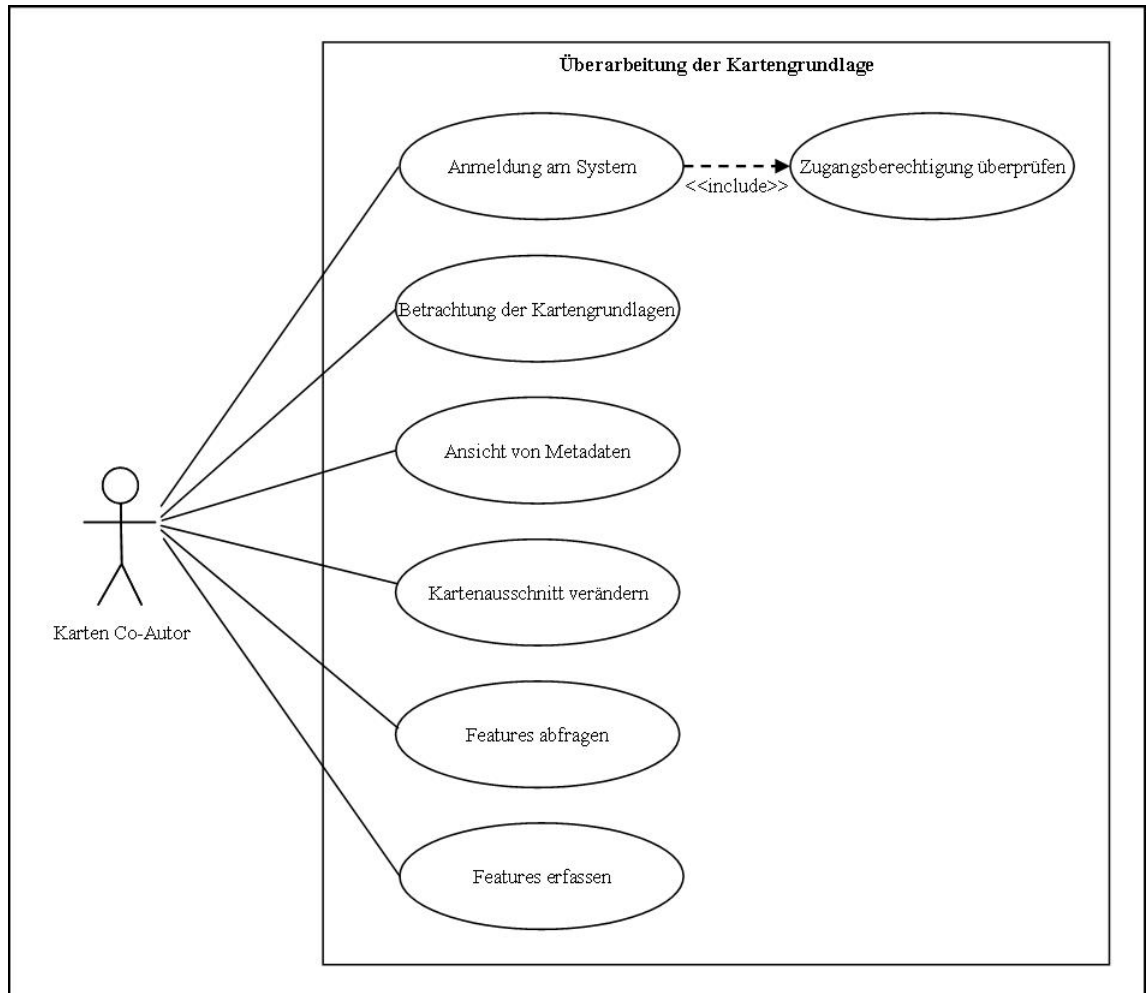 Überarbeitung der Kartengrundlage
Anmeldung am System
<<include>>
Zugangsberechtigung überprüfen
Betrachtung der Kartengrundlagen
Ansicht von Metadaten
Kartenausschnitt verändern
Karten Co-Autor
Features abfragen
Features erfassen